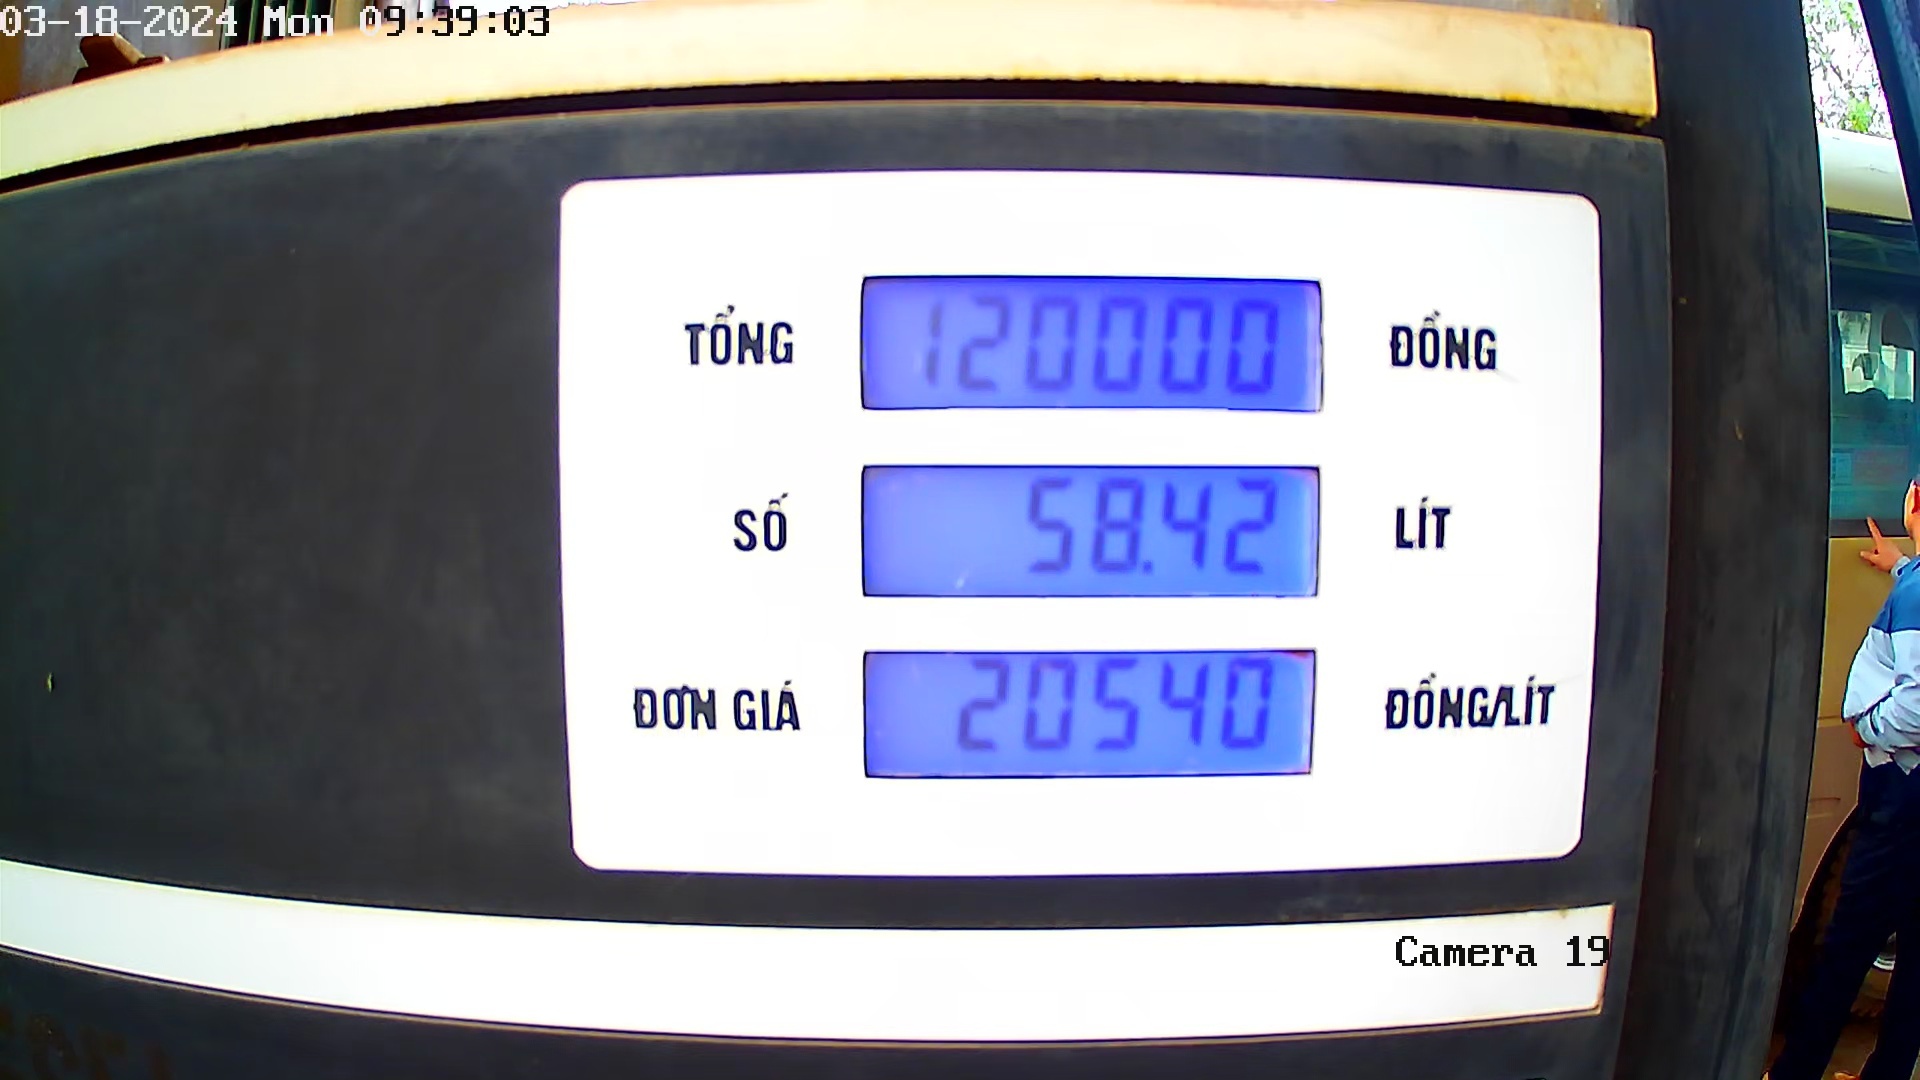 03-18-2024 Mon 09:39:03
TỔNG 120000 ĐỒNG
SỐ 58.42 LÍT
ĐƠN GIÁ 20540 ĐỒNG/LÍT
Camera 19